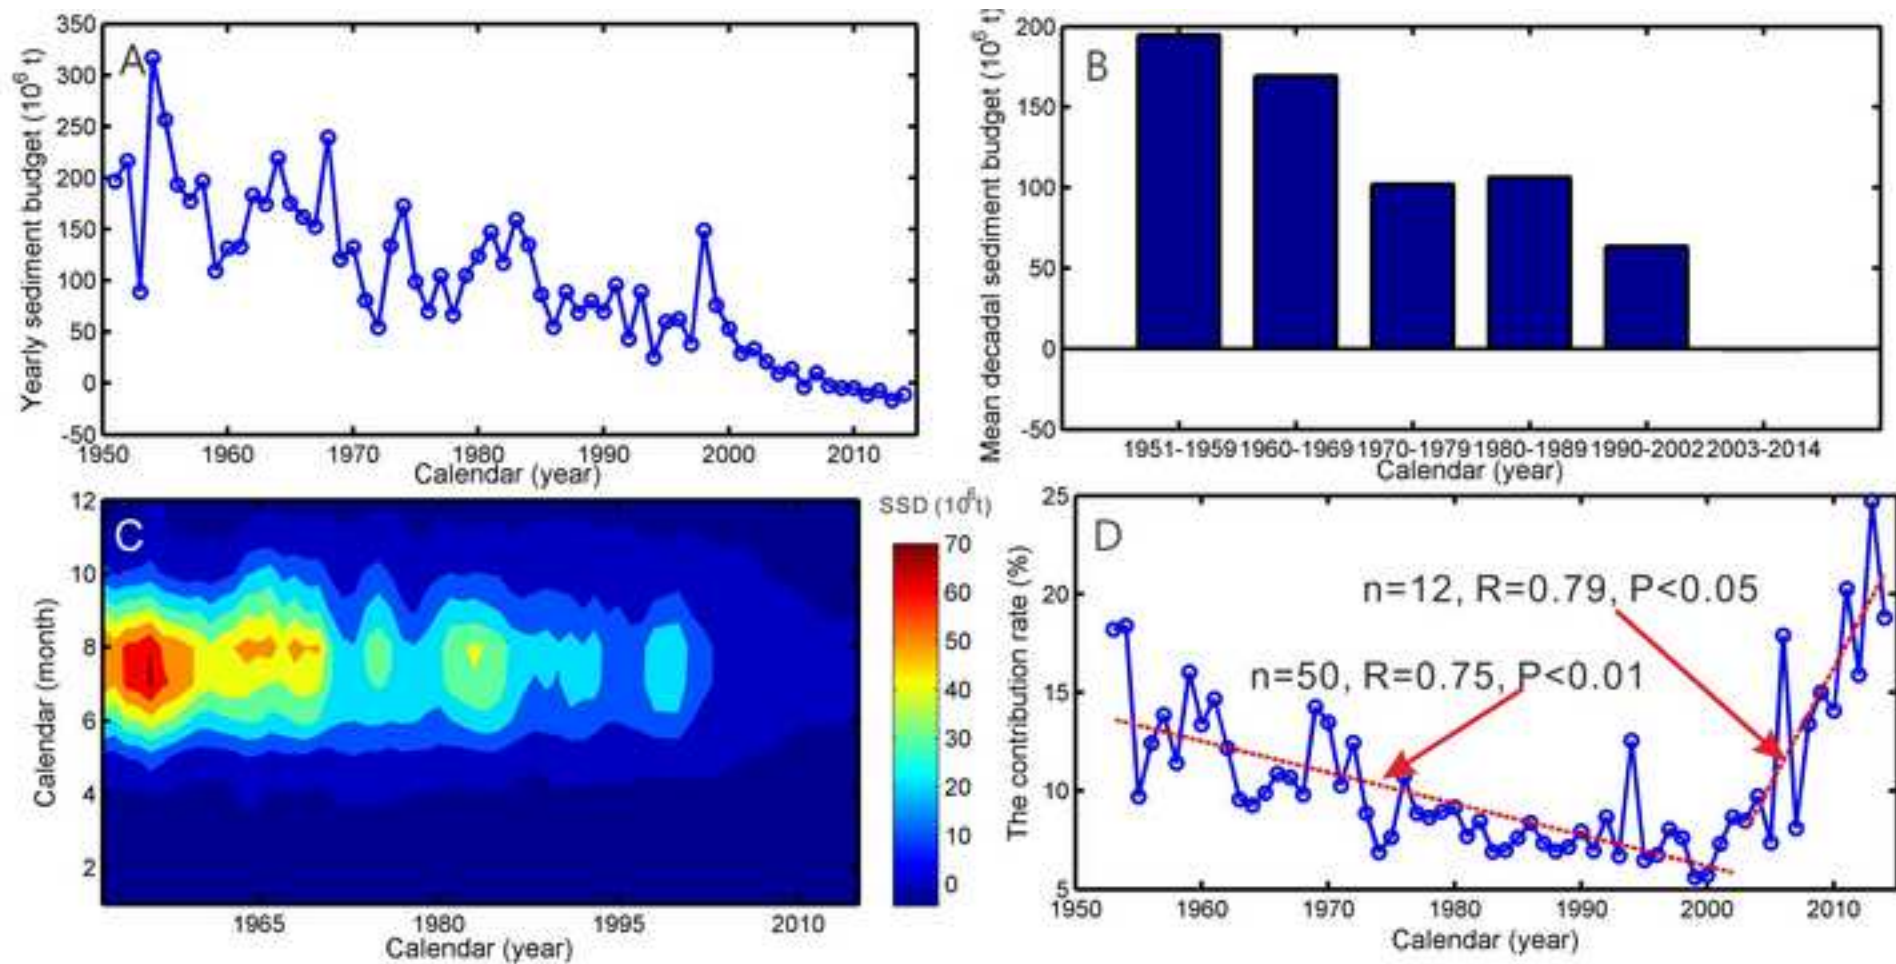 A
Yearly sediment budget (10⁶ t)
350
300
250
200
150
100
50
0
-50
1950 1960 1970 1980 1990 2000 2010
Calendar (year)
B
Mean decadal sediment budget (10⁶ t)
200
150
100
50
0
-50
1951-1959 1960-1969 1970-1979 1980-1989 1990-2002 2003-2014
Calendar (year)
C
Calendar (month)
12
10
8
6
4
2
1965 1980 1995 2010
Calendar (year)
SSD (10⁶t)
70
60
50
40
30
20
10
0
D
The contribution rate (%)
25
20
15
10
5
n=12, R=0.79, P<0.05
n=50, R=0.75, P<0.01
1950 1960 1970 1980 1990 2000 2010
Calendar (year)